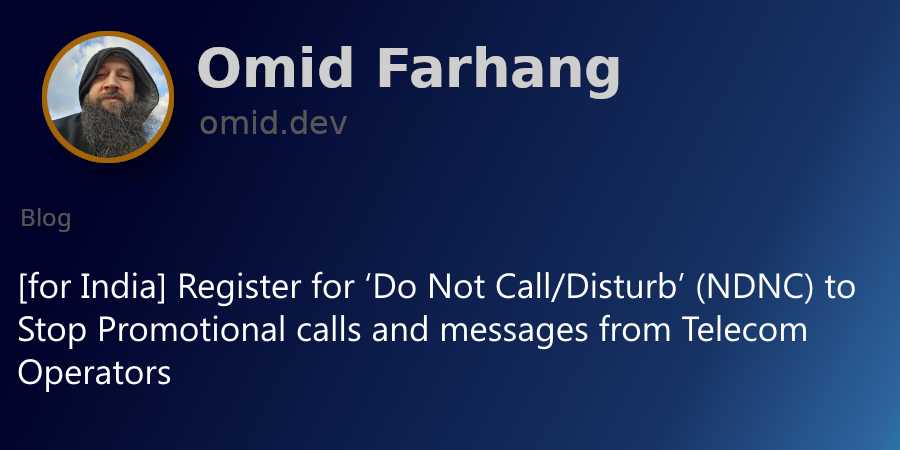 Omid Farhang
omid.dev
Blog
[for India] Register for ‘Do Not Call/Disturb’ (NDNC) to
Stop Promotional calls and messages from Telecom
Operators